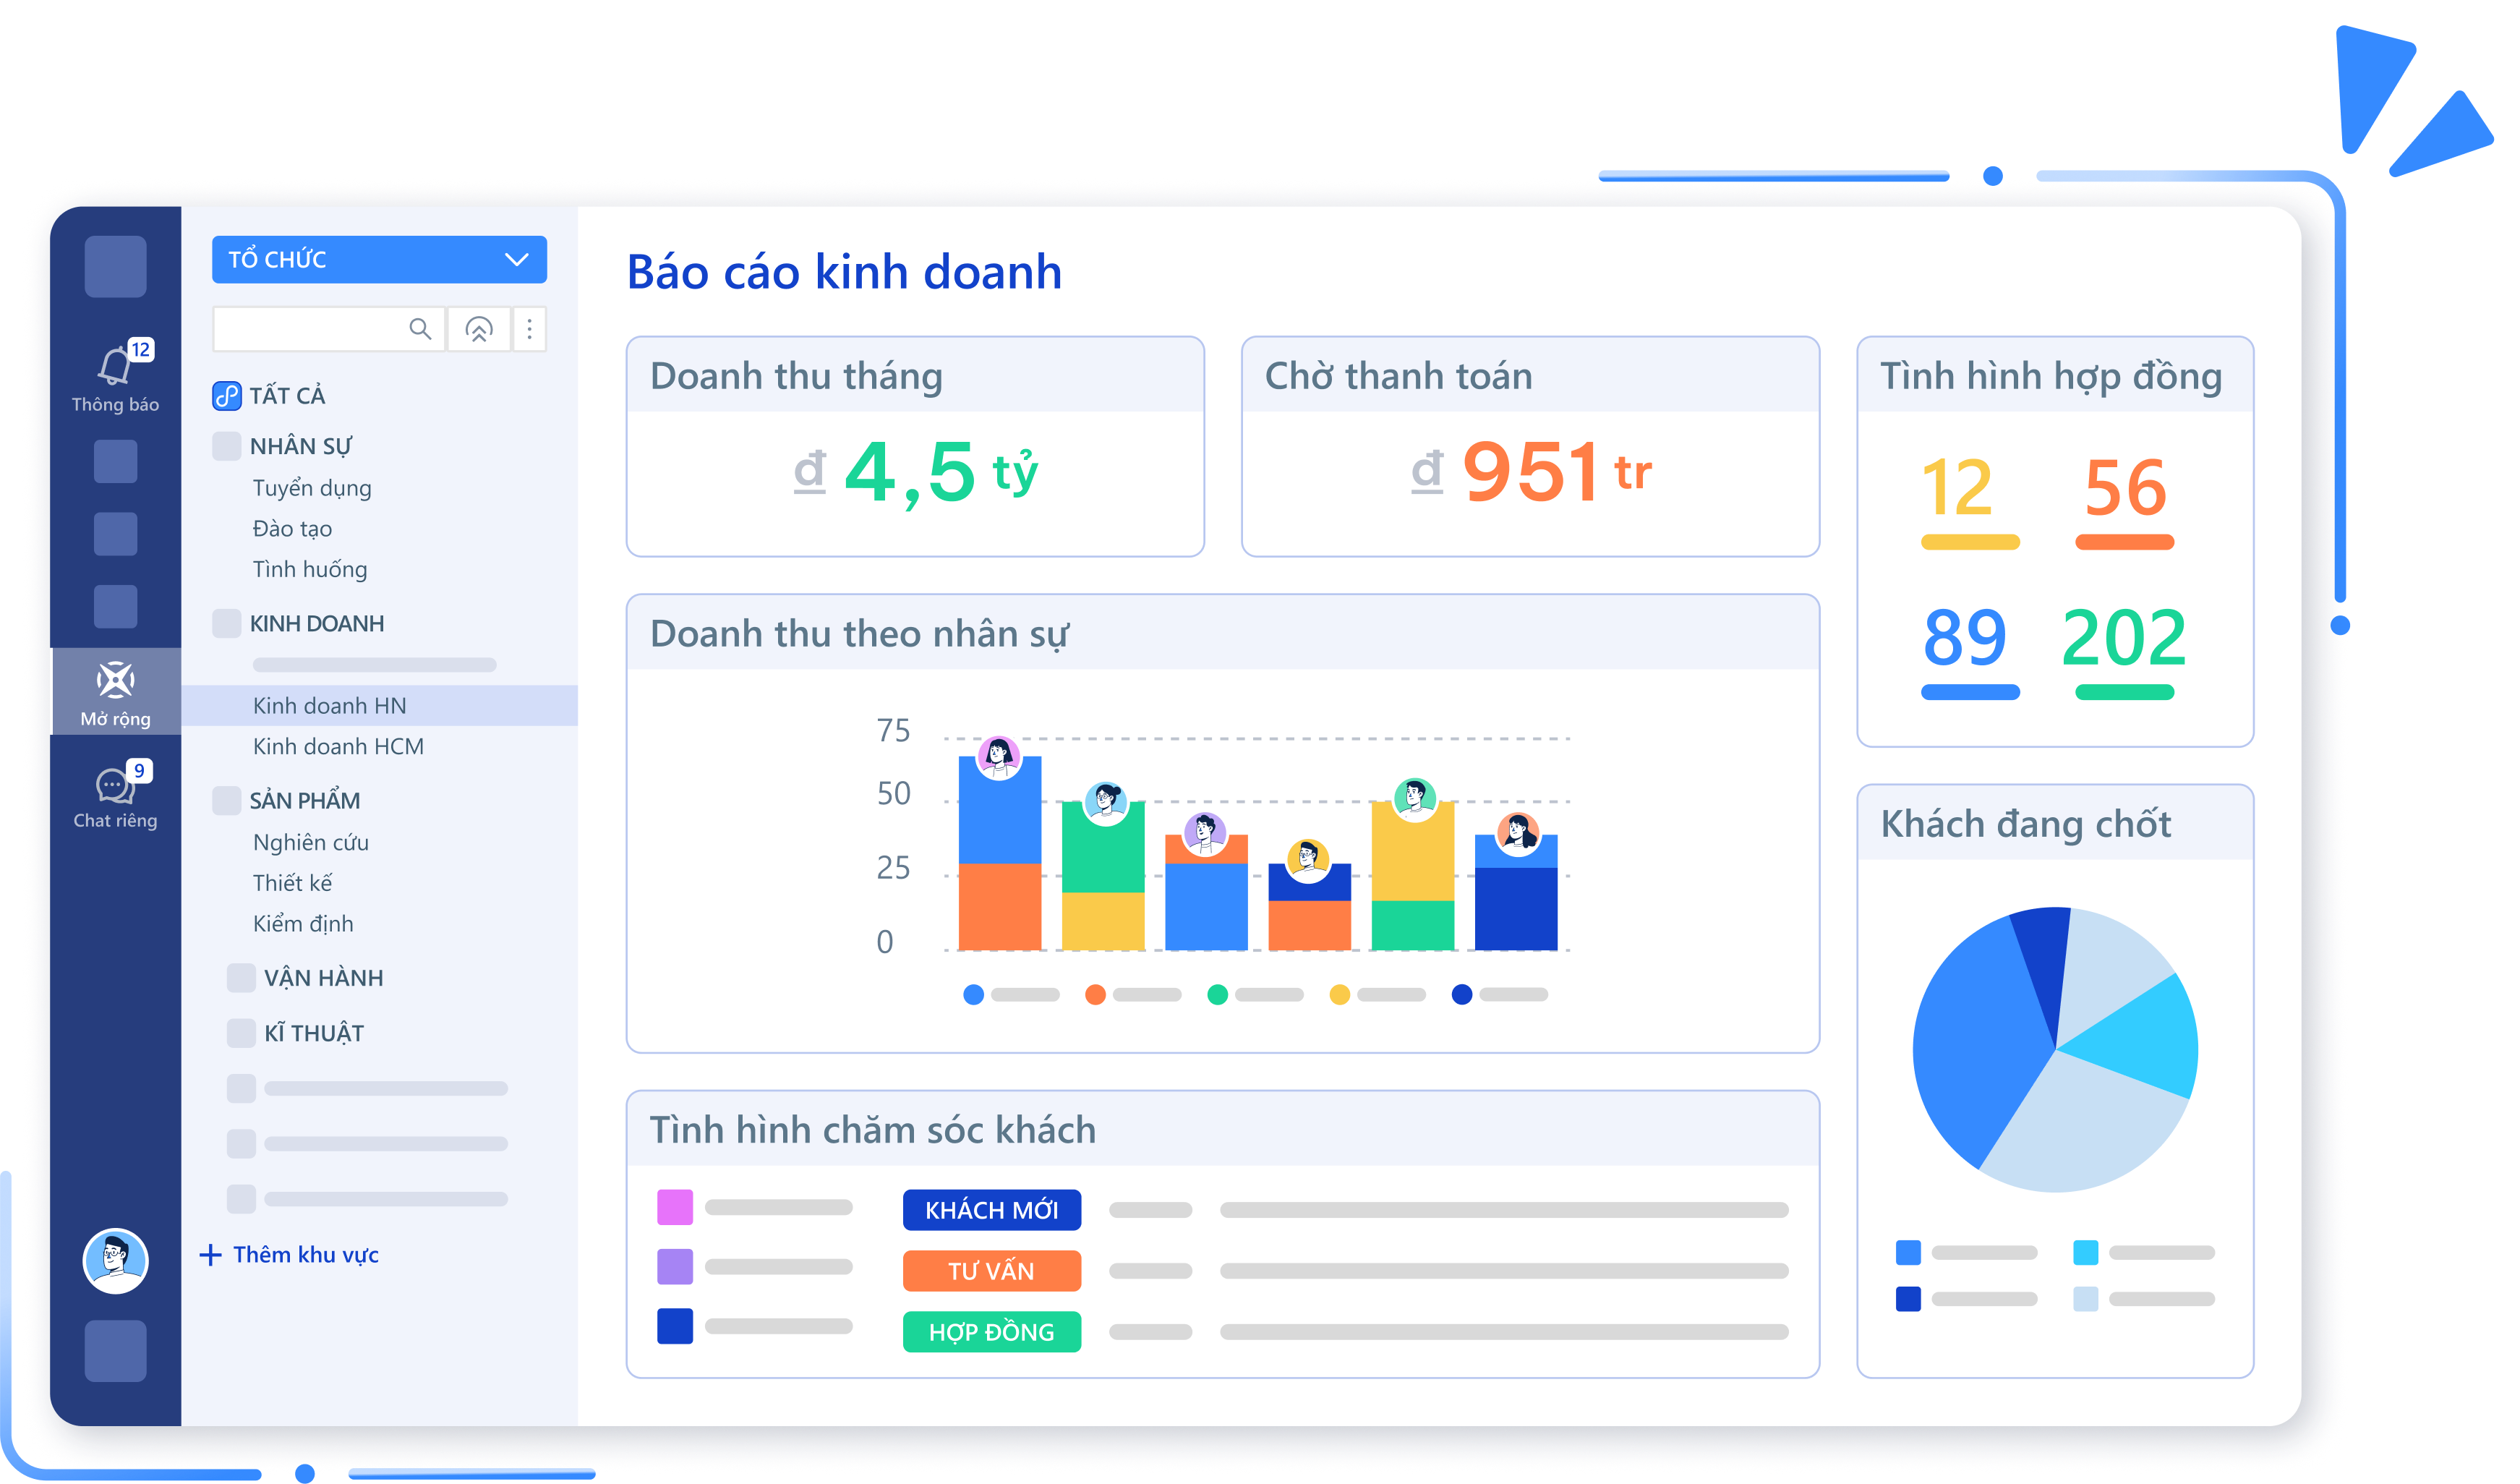 12
Thông báo
Mở rộng
9
Chat riêng
TỔ CHỨC
TẤT CẢ
NHÂN SỰ
Tuyển dụng
Đào tạo
Tình huống
KINH DOANH
Kinh doanh HN
Kinh doanh HCM
SẢN PHẨM
Nghiên cứu
Thiết kế
Kiểm định
VẬN HÀNH
KĨ THUẬT
+ Thêm khu vực
Báo cáo kinh doanh
Doanh thu tháng
₫ 4,5 tỷ
Chờ thanh toán
₫ 951 tr
Tình hình hợp đồng
12 56
89 202
Doanh thu theo nhân sự
75
50
25
0
Khách đang chốt
Tình hình chăm sóc khách
KHÁCH MỚI
TƯ VẤN
HỢP ĐỒNG